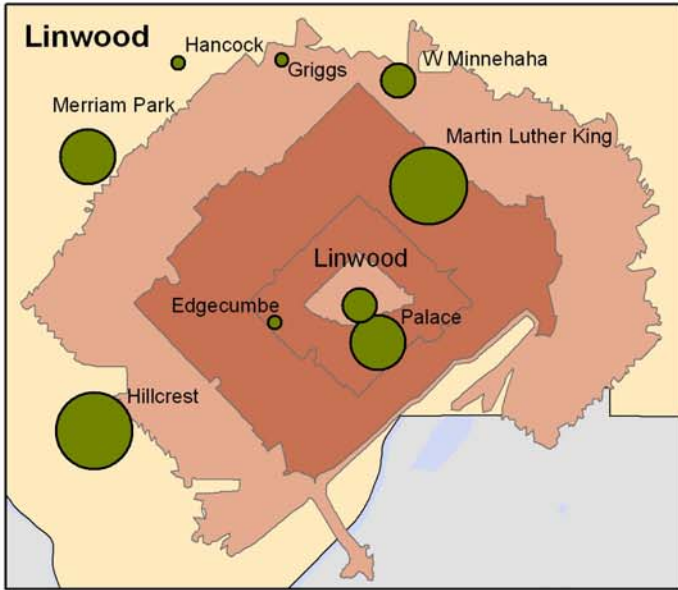 Linwood
Hancock
Griggs
W Minnehaha
Merriam Park
Martin Luther King
Linwood
Edgecumbe
Palace
Hillcrest